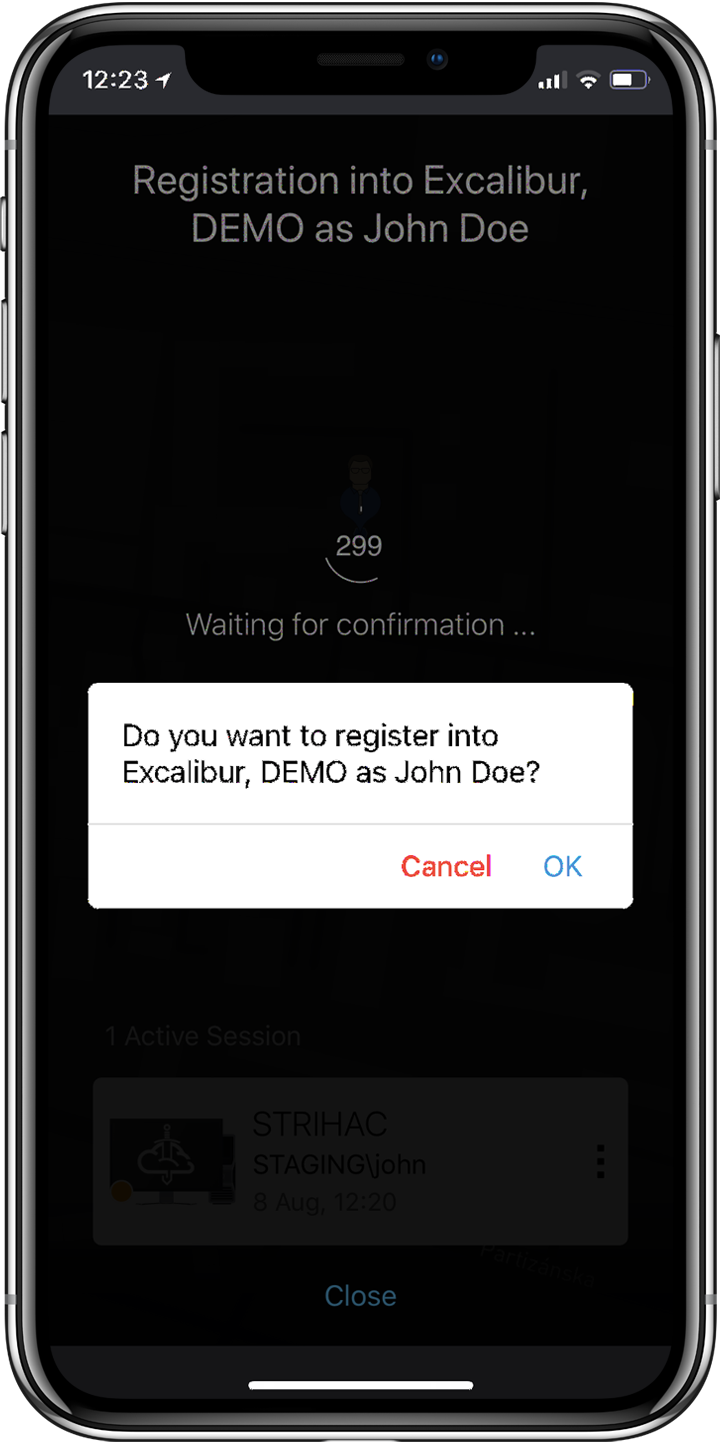 12:23
Registration into Excalibur,
DEMO as John Doe
299
Waiting for confirmation ...
Do you want to register into
Excalibur, DEMO as John Doe?
Cancel OK
1 Active Session
STRIHAC
STAGING\john
8 Aug, 12:20
Partizánska
Close